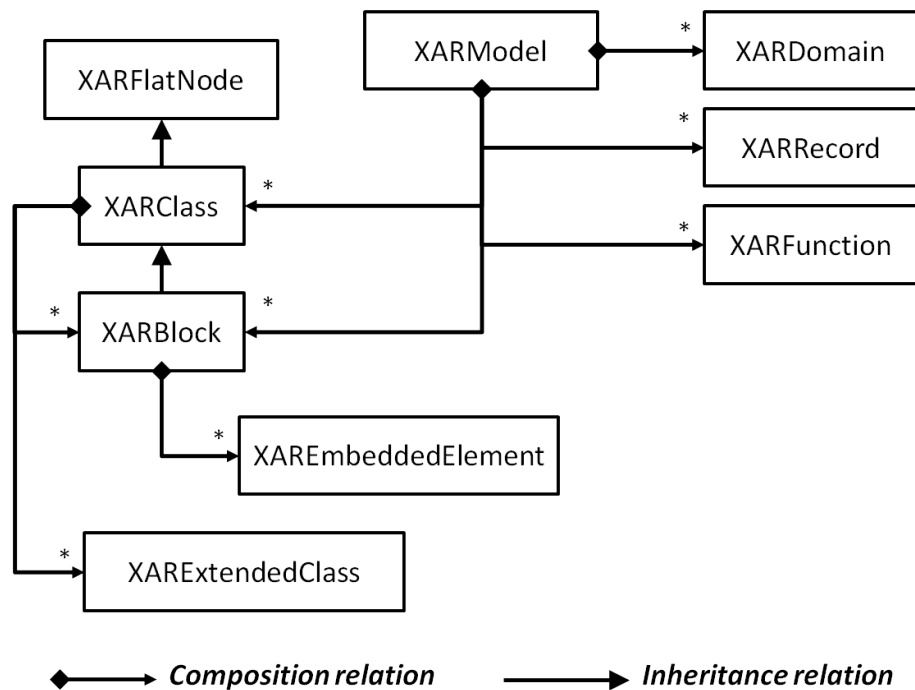 XARModel
*
XARDomain
XARFlatNode
*
XARRecord
XARClass
*
*
XARFunction
*
XARBlock
*
*
XAREmbeddedElement
*
XARExtendedClass
Composition relation
Inheritance relation